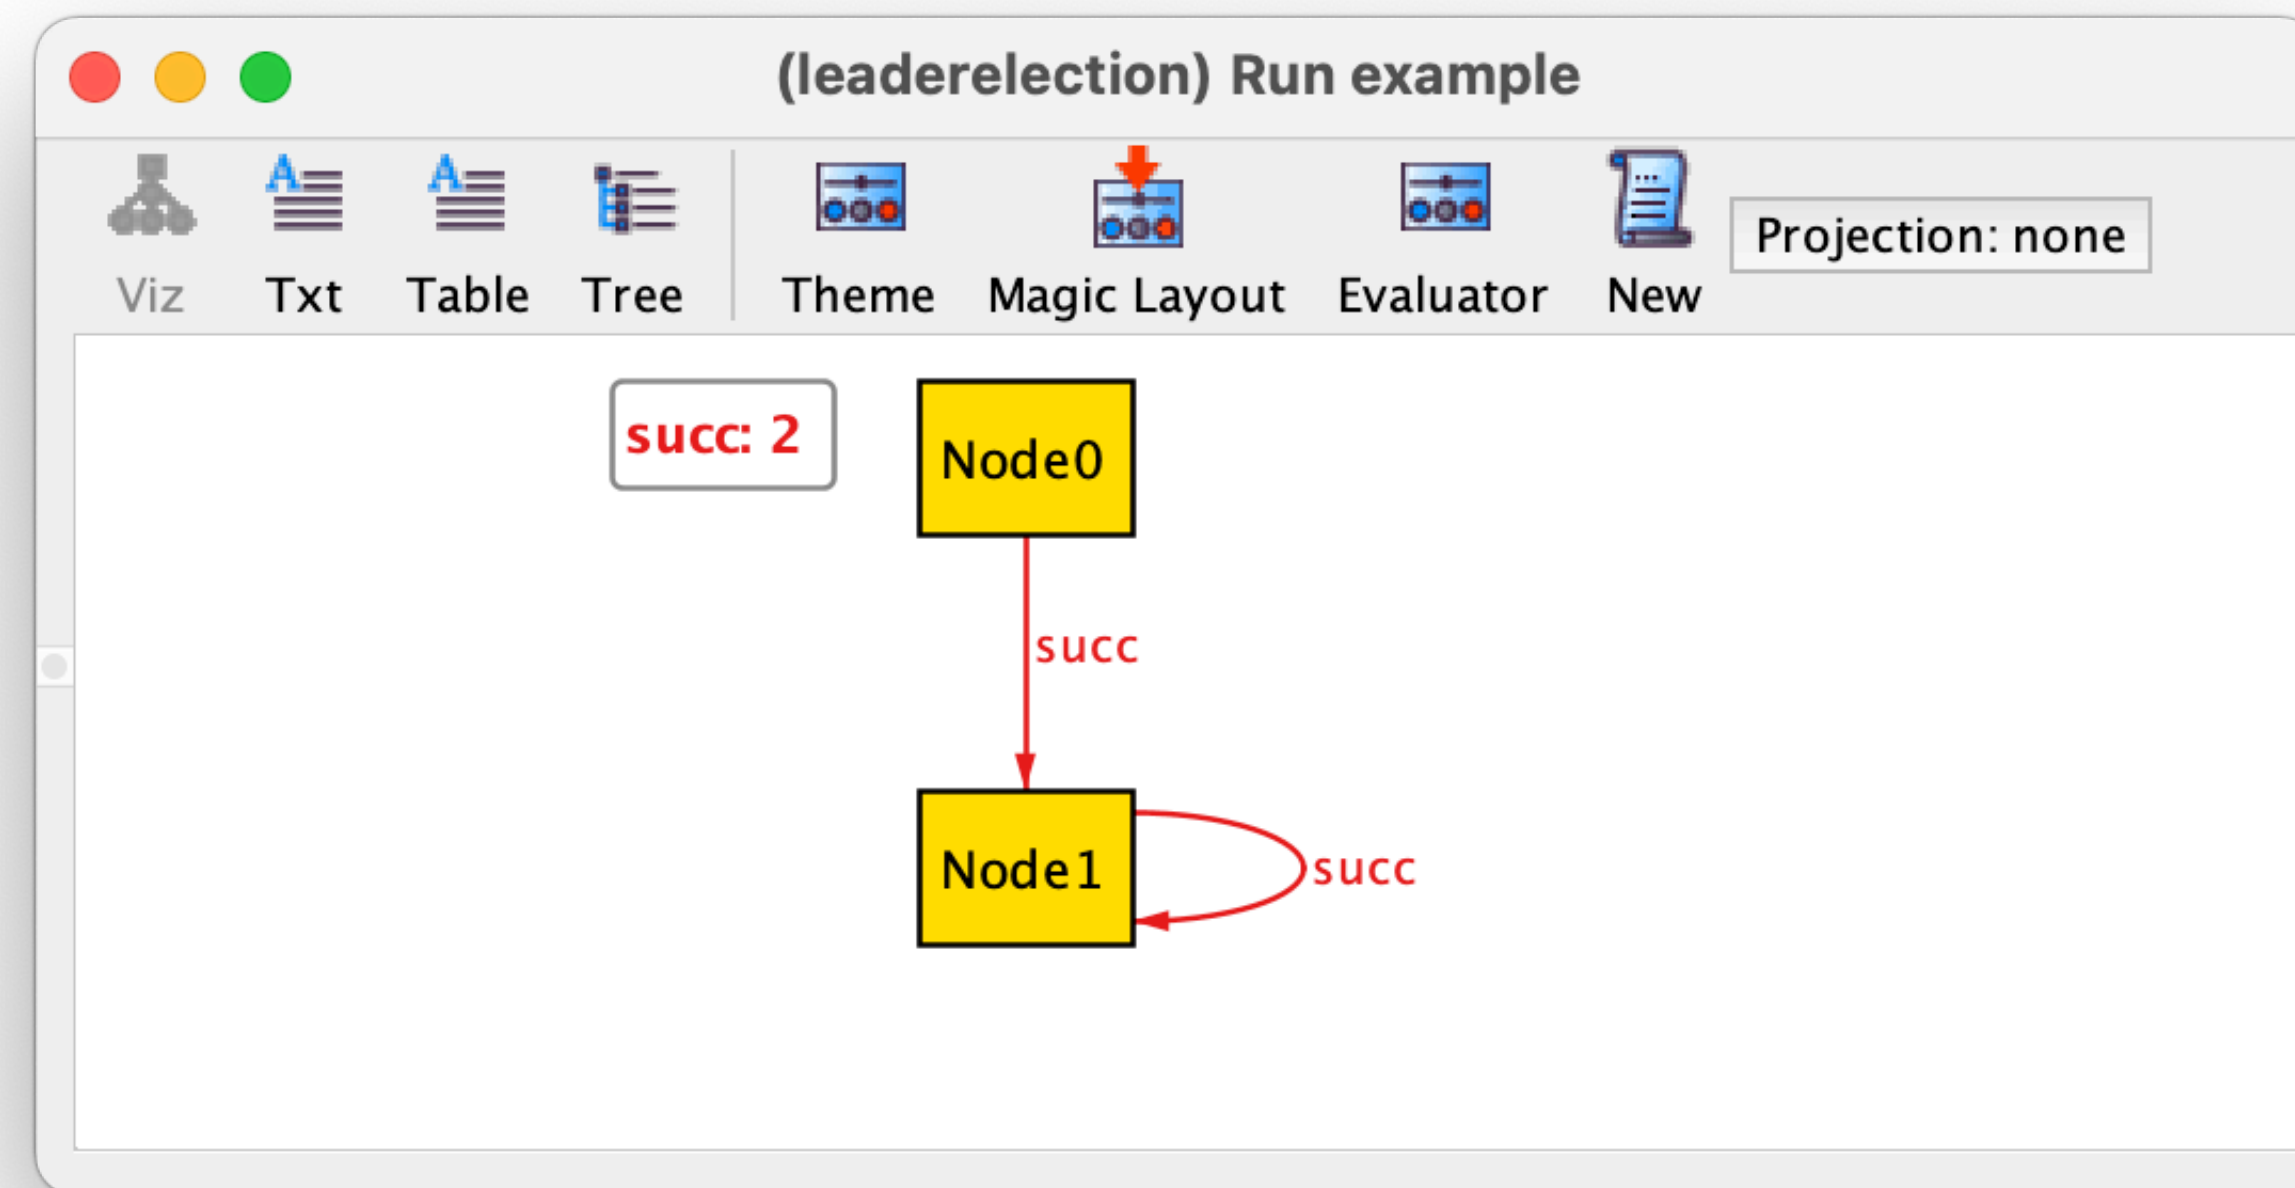 (leaderelection) Run example
Viz Txt Table Tree Theme Magic Layout Evaluator New Projection: none
succ: 2
Node0
succ
Node1
succ